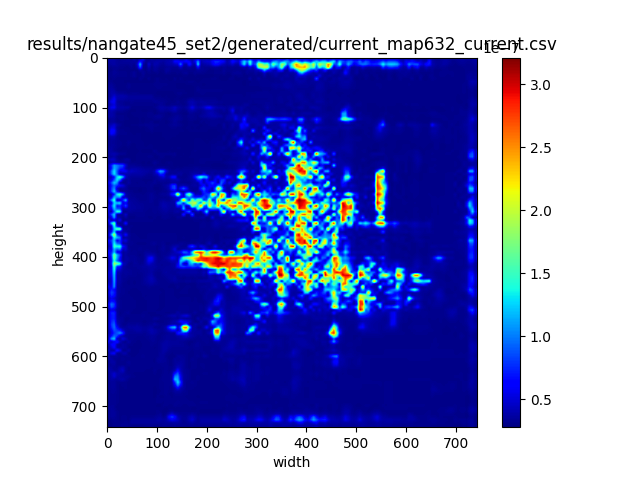 results/nangate45_set2/generated/current_map632_current.csv
1e−7
0
100
200
300
400
500
600
700
height
0 100 200 300 400 500 600 700
width
3.0
2.5
2.0
1.5
1.0
0.5